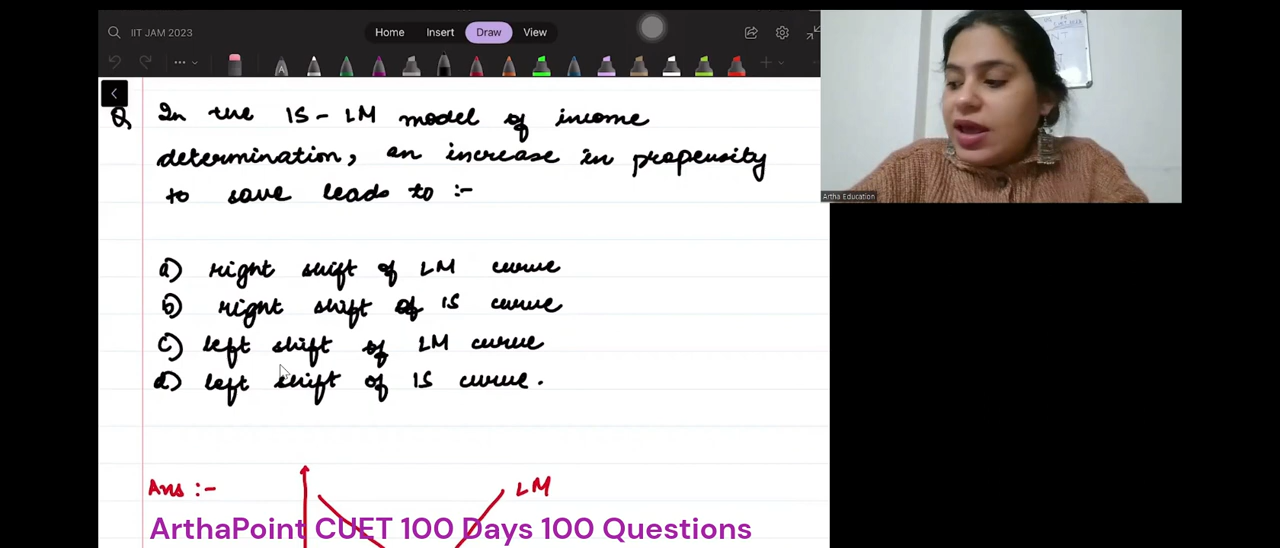 IIT JAM 2023
Home Insert Draw View
Q In the IS - LM model of income
determination, an increase in propensity
to save leads to :-
a) right shift of LM curve
b) right shift of IS curve
c) left shift of LM curve
d) left shift of IS curve.
Ans :-
LM
ArthaPoint CUET 100 Days 100 Questions
Artha Education